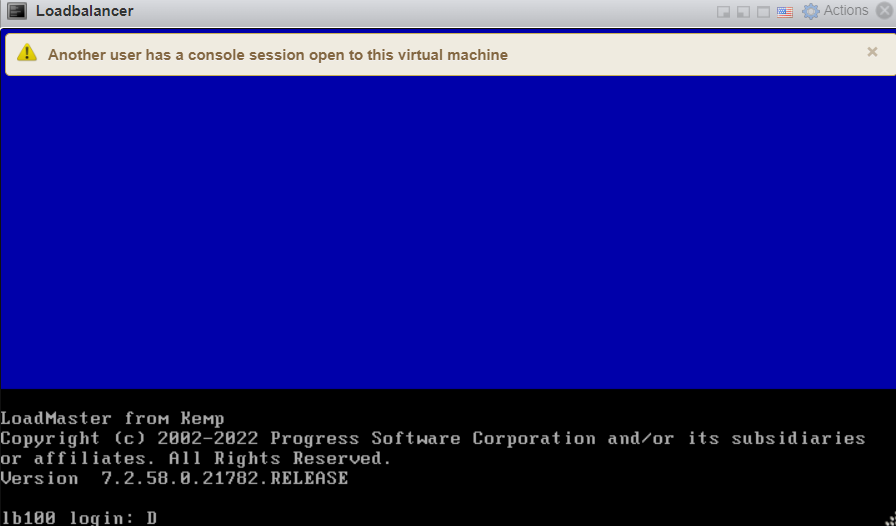 Loadbalancer
Actions
Another user has a console session open to this virtual machine
LoadMaster from Kemp
Copyright (c) 2002-2022 Progress Software Corporation and/or its subsidiaries
or affiliates. All Rights Reserved.
Version  7.2.58.0.21782.RELEASE
lb100 login: D